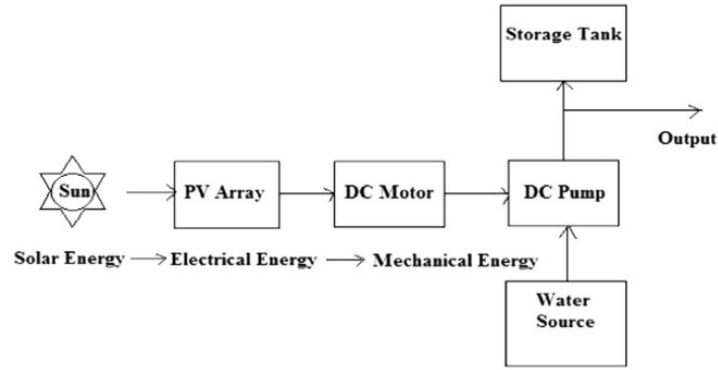 Storage Tank
Output
Sun
PV Array
DC Motor
DC Pump
Solar Energy
Electrical Energy
Mechanical Energy
Water
Source